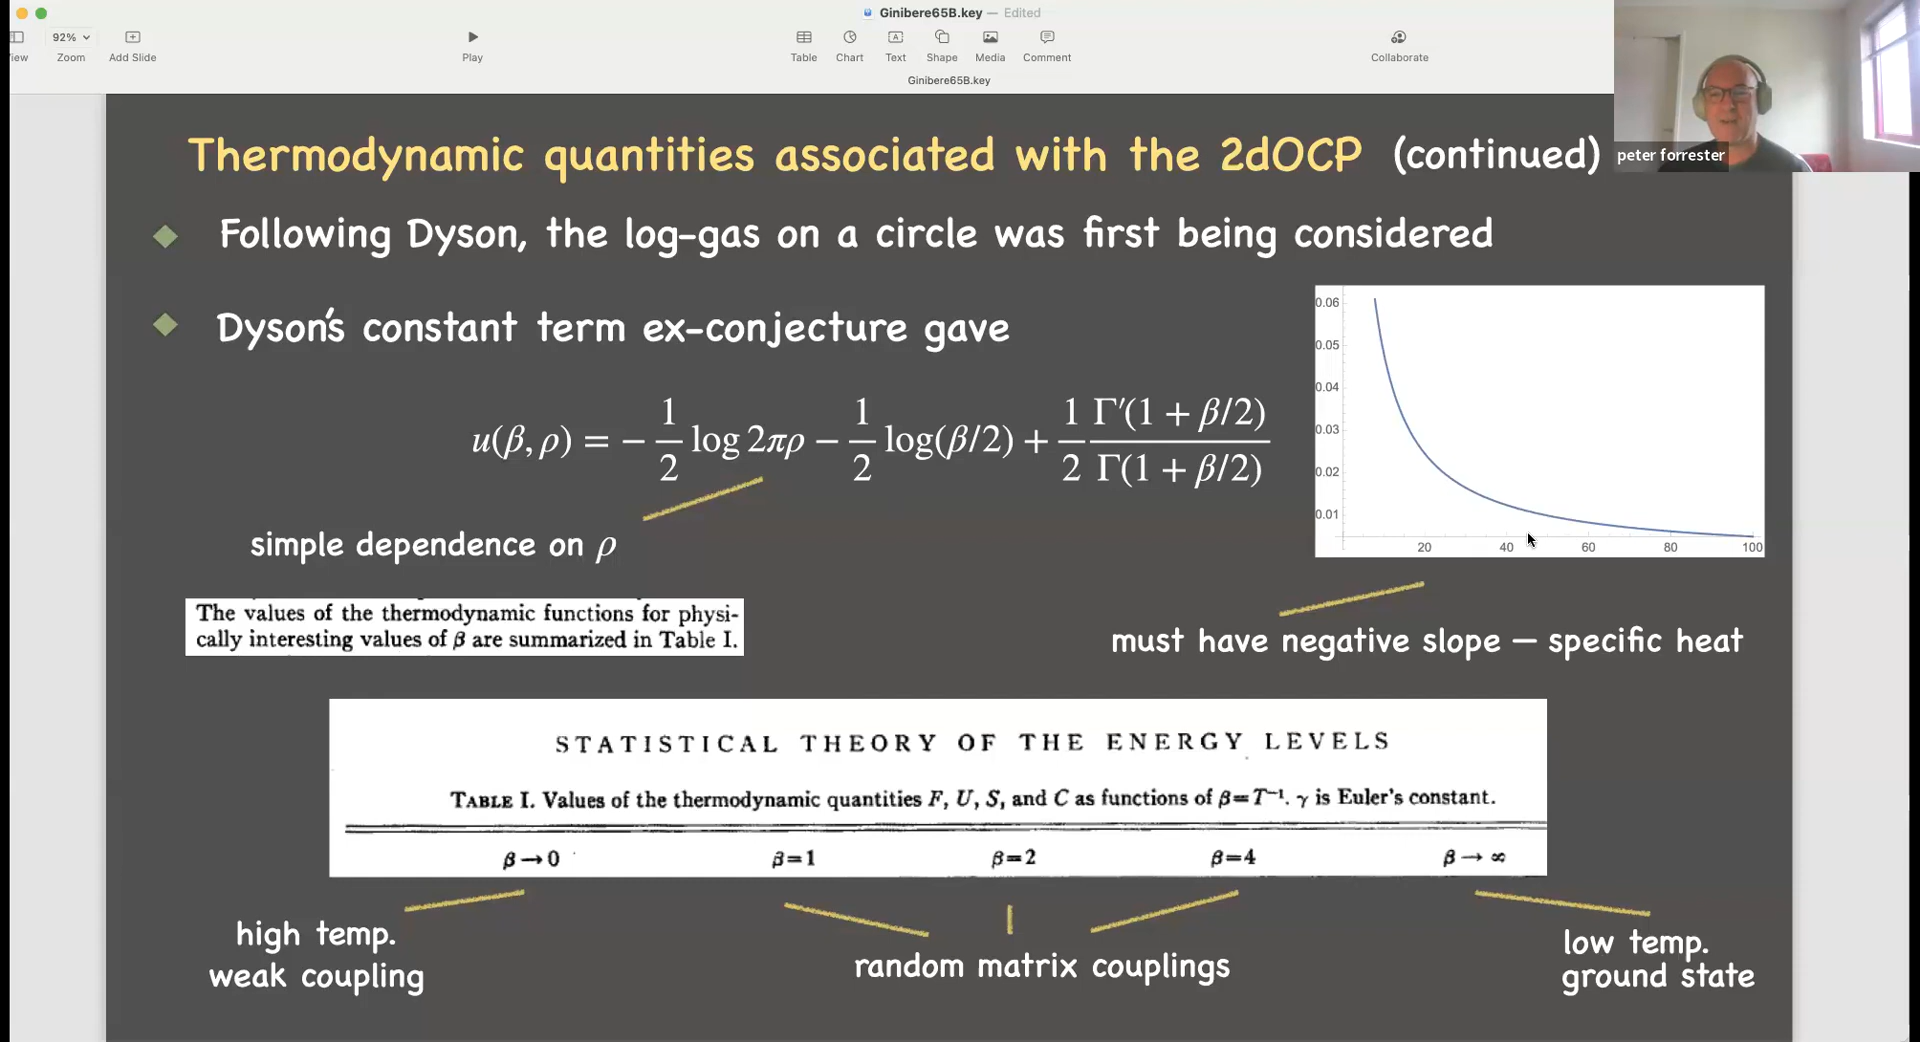 Ginibere65B.key — Edited
92%
iew
Zoom
Add Slide
Play
Table
Chart
Text
Shape
Media
Comment
Collaborate
Ginibere65B.key
peter forrester
Thermodynamic quantities associated with the 2dOCP (continued)
Following Dyson, the log-gas on a circle was first being considered
Dyson's constant term ex-conjecture gave
u(β, ρ) = − 1/2 log 2πρ − 1/2 log(β/2) + 1/2 Γ′(1 + β/2)/Γ(1 + β/2)
0.06
0.05
0.04
0.03
0.02
0.01
20 40 60 80 100
simple dependence on ρ
The values of the thermodynamic functions for physi-
cally interesting values of β are summarized in Table I.
must have negative slope — specific heat
STATISTICAL THEORY OF THE ENERGY LEVELS
TABLE I. Values of the thermodynamic quantities F, U, S, and C as functions of β=T⁻¹. γ is Euler's constant.
β→0 β=1 β=2 β=4 β→ ∞
high temp.
weak coupling
random matrix couplings
low temp.
ground state